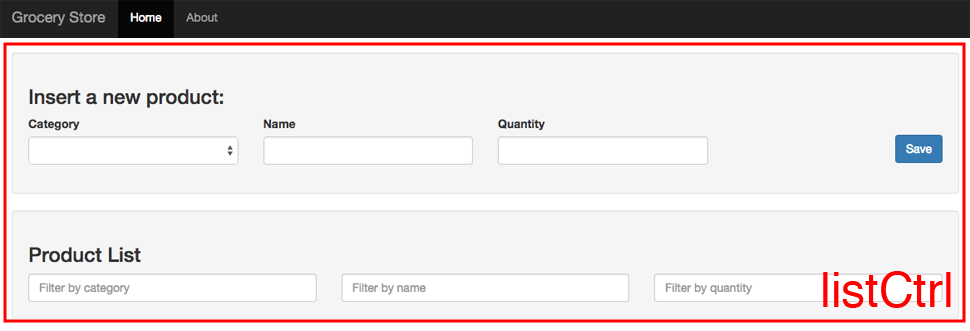 Grocery Store Home About
Insert a new product:
Category Name Quantity
Save
Product List
Filter by category Filter by name Filter by quantity
listCtrl